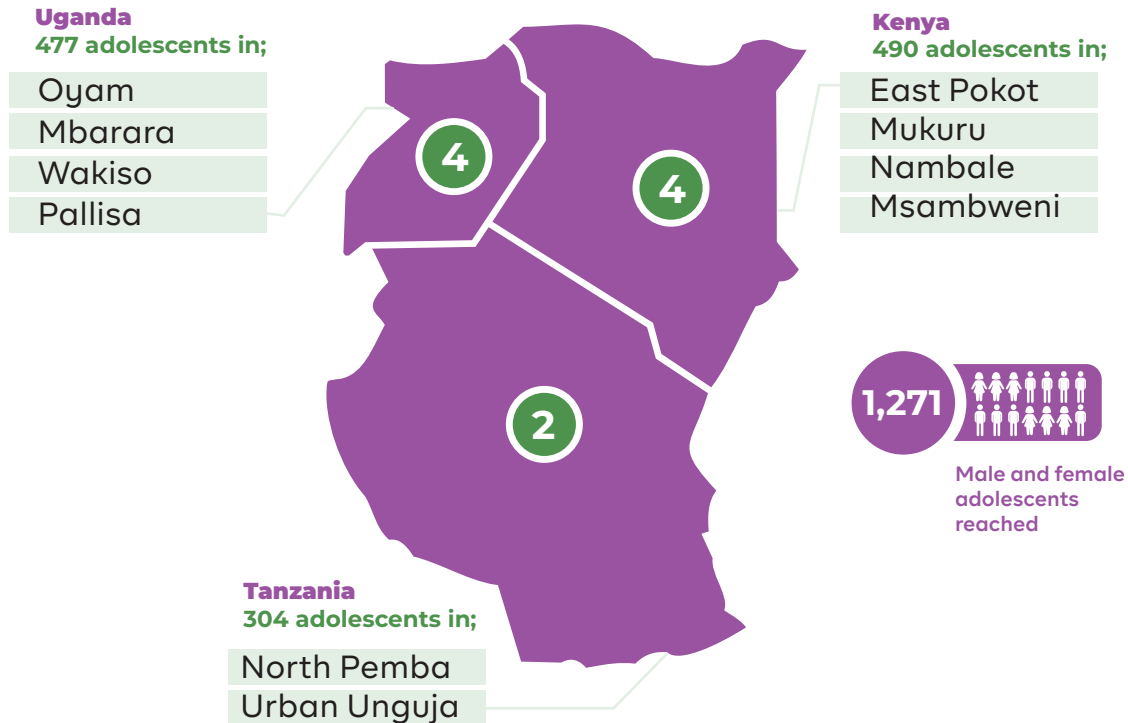 Uganda
477 adolescents in;
Oyam
Mbarara
Wakiso
Pallisa
Kenya
490 adolescents in;
East Pokot
Mukuru
Nambale
Msambweni
4
4
2
1,271
Male and female
adolescents
reached
Tanzania
304 adolescents in;
North Pemba
Urban Unguja